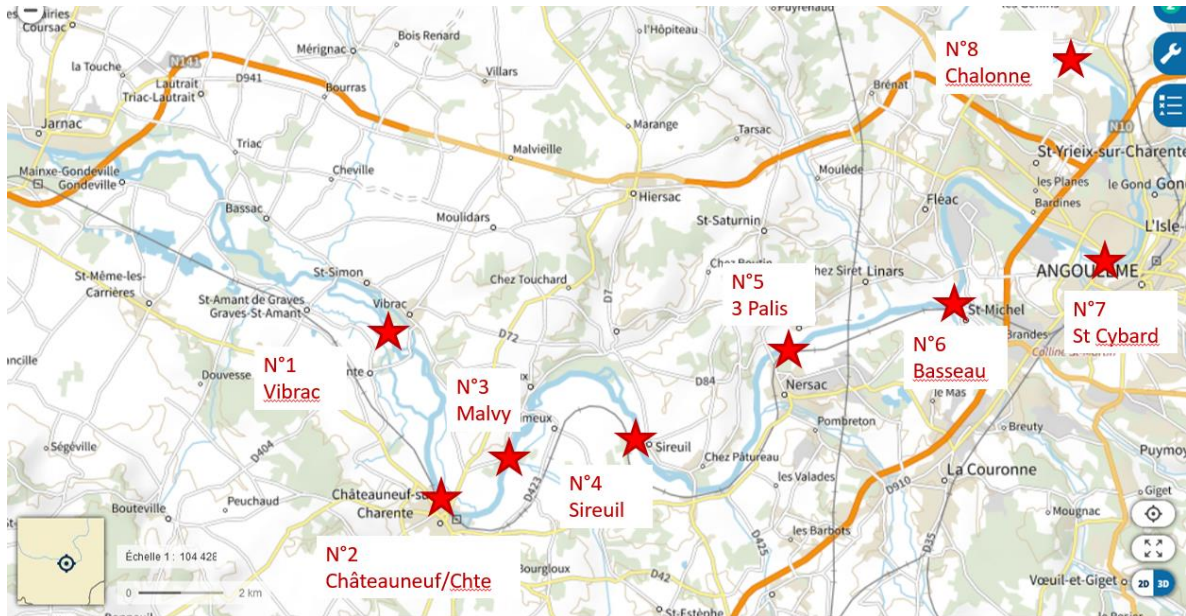 Coursac
la Touche
N141
D941
Mérignac
Bois Renard
Villars
l'Hôpiteau
Puyrenaud
N°8
Chalonne
2
Lautrait
Triac-Lautrait
Bourras
Marange
Tarsac
Brénat
N10
Jarnac
Triac
Malvieille
St-Yrieix-sur-Charente
Mainxe-Gondeville
Gondeville
Cheville
Hiersac
Moulède
les Planes
le Gond
Bardines
Bassac
Moulidars
St-Saturnin
Fléac
L'Isle-
St-Même-les-
Carrières
St-Simon
Chez Touchard
D7
N°5
3 Palis
Linars
ANGOULÊME
St-Amant de Graves
Graves-St-Amant
Vibrac
D72
St-Michel
N°7
St Cybard
Brandes
N°1
Vibrac
Douvesse
N°3
Malvy
D84
Nersac
N°6
Basseau
le Mas
Pombreton
Breuty
Puymoy
Ségéville
D404
Sireuil
Chez Pâtureau
les Valades
La Couronne
D910
Bouteville
Peuchaud
Châteauneuf-su
Charente
D423
N°4
Sireuil
Giget
Mougnac
les Barbots
D425
D35
Échelle 1 : 104 428
N°2
Châteauneuf/Chte
Bourgloux
D42
St-Estèphe
Vœuil-et-Giget
2D 3D
0 2 km